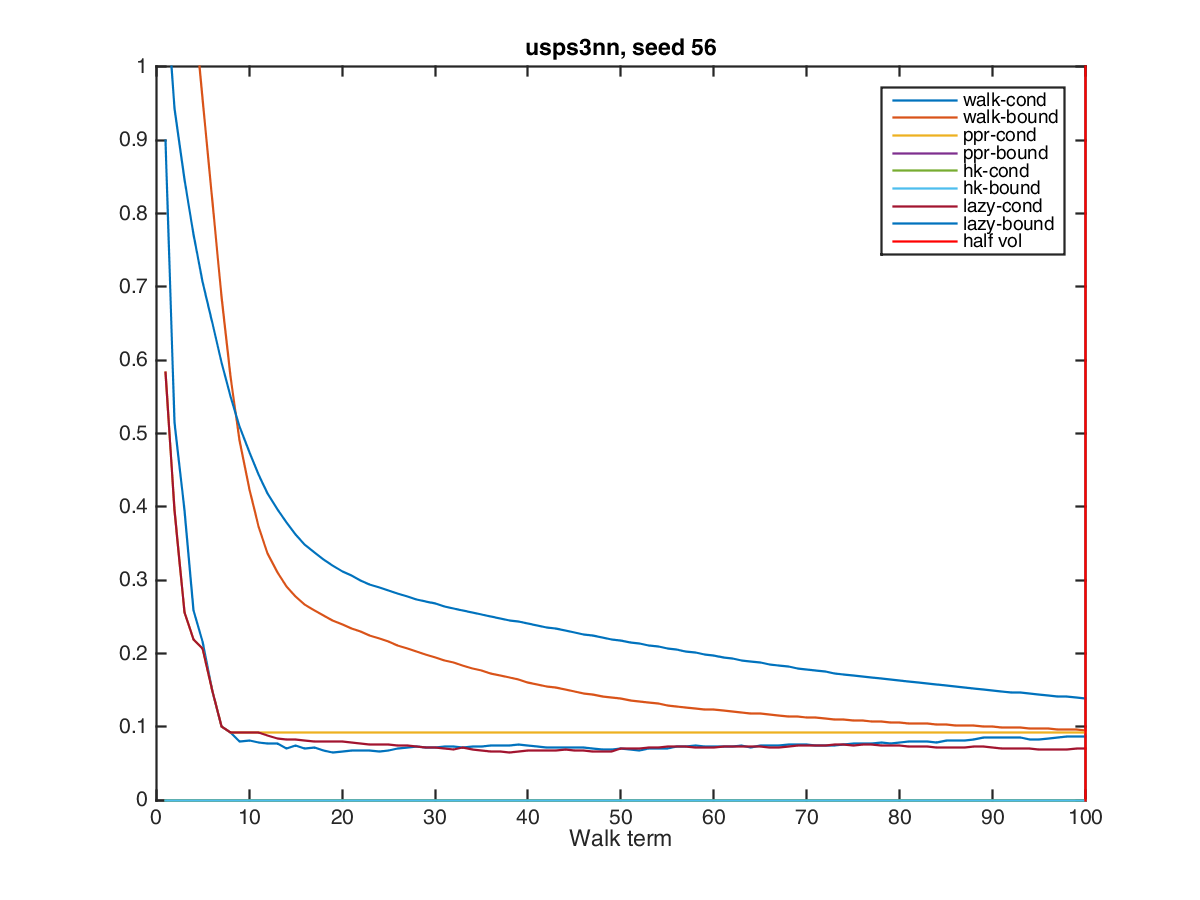 usps3nn, seed 56
1
0.9
0.8
0.7
0.6
0.5
0.4
0.3
0.2
0.1
0
walk-cond
walk-bound
ppr-cond
ppr-bound
hk-cond
hk-bound
lazy-cond
lazy-bound
half vol
0 10 20 30 40 50 60 70 80 90 100
Walk term